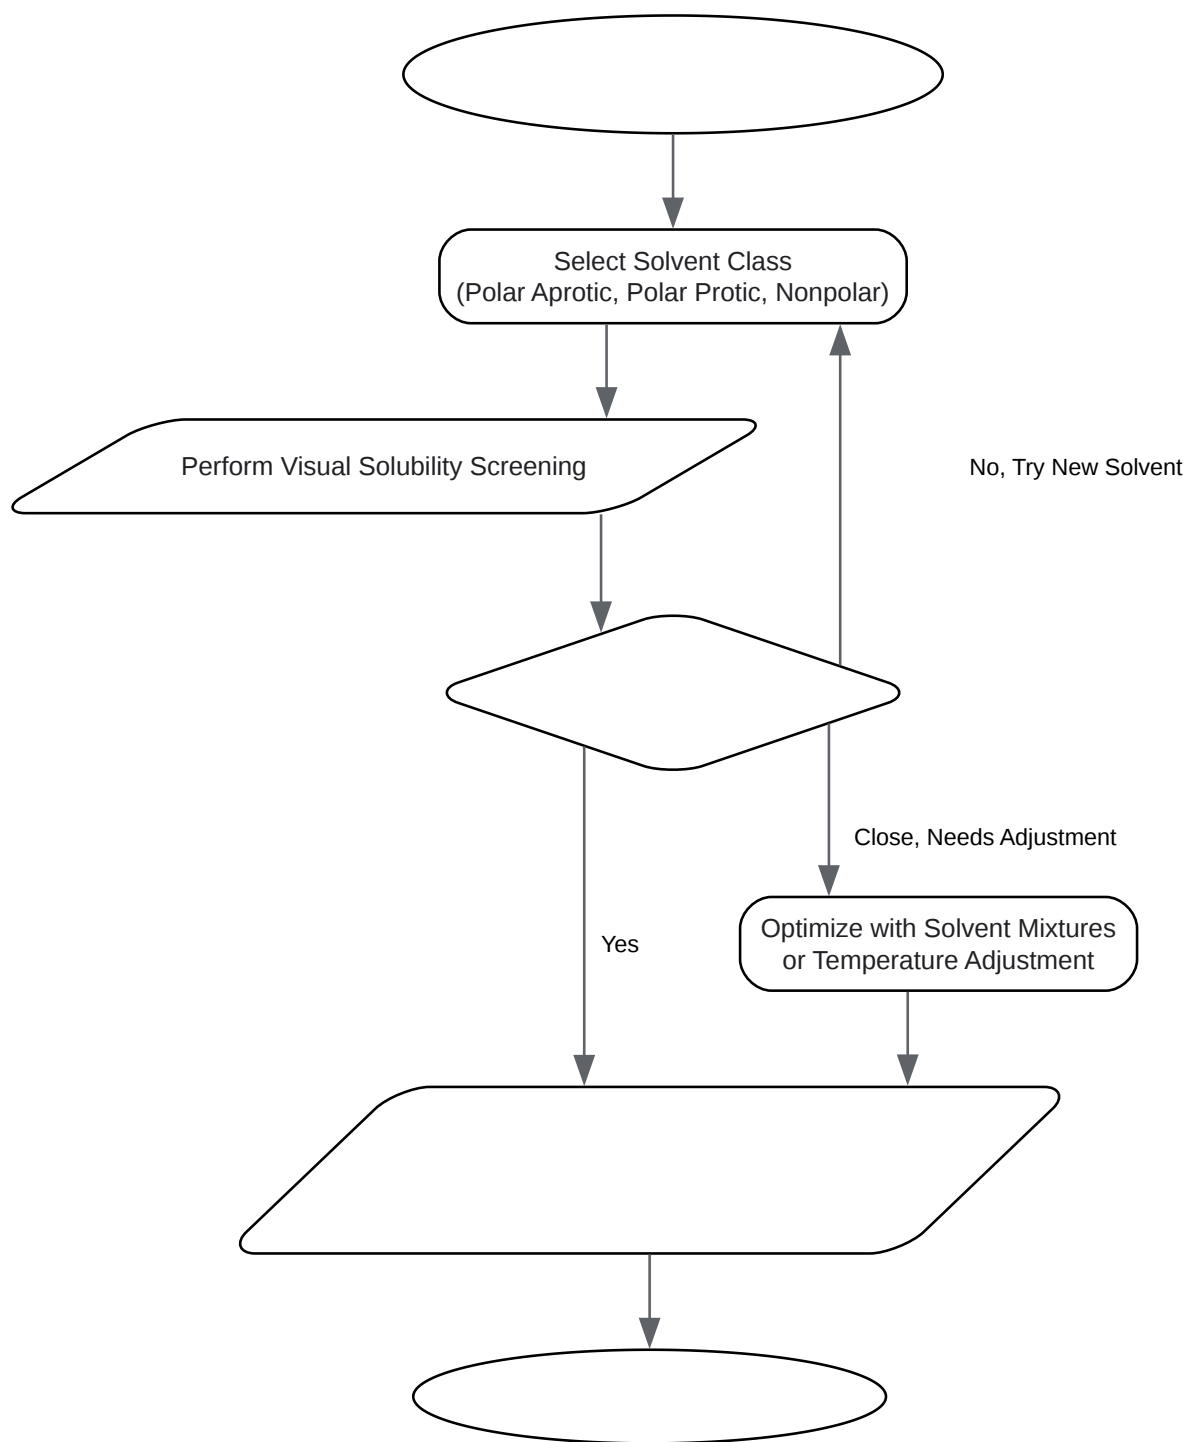 Select Solvent Class
(Polar Aprotic, Polar Protic, Nonpolar)
Perform Visual Solubility Screening
No, Try New Solvent
Close, Needs Adjustment
Yes
Optimize with Solvent Mixtures
or Temperature Adjustment